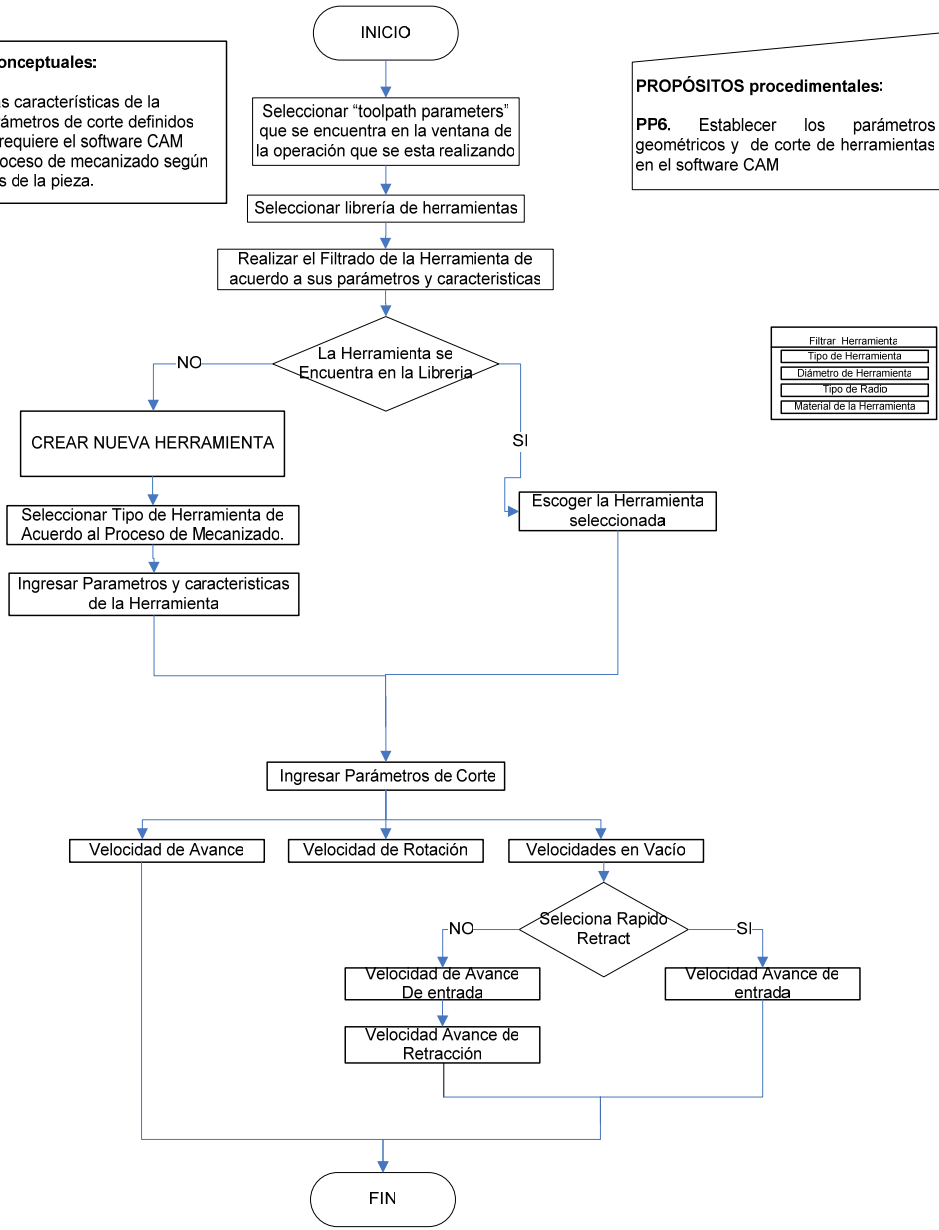 INICIO
onceptuales:
as características de la
rámetros de corte definidos
requiere el software CAM
roceso de mecanizado según
s de la pieza.
PROPÓSITOS procedimentales:
PP6. Establecer los parámetros
geométricos y de corte de herramientas
en el software CAM
Seleccionar “toolpath parameters”
que se encuentra en la ventana de
la operación que se esta realizando
Seleccionar librería de herramientas
Realizar el Filtrado de la Herramienta de
acuerdo a sus parámetros y caracteristicas
La Herramienta se
Encuentra en la Libreria
NO
SI
Filtrar Herramienta
Tipo de Herramienta
Diámetro de Herramienta
Tipo de Radio
Material de la Herramienta
CREAR NUEVA HERRAMIENTA
Seleccionar Tipo de Herramienta de
Acuerdo al Proceso de Mecanizado.
Ingresar Parametros y caracteristicas
de la Herramienta
Escoger la Herramienta
seleccionada
Ingresar Parámetros de Corte
Velocidad de Avance
Velocidad de Rotación
Velocidades en Vacío
Seleciona Rapido
Retract
NO
SI
Velocidad de Avance
De entrada
Velocidad Avance de
Retracción
Velocidad Avance de
entrada
FIN